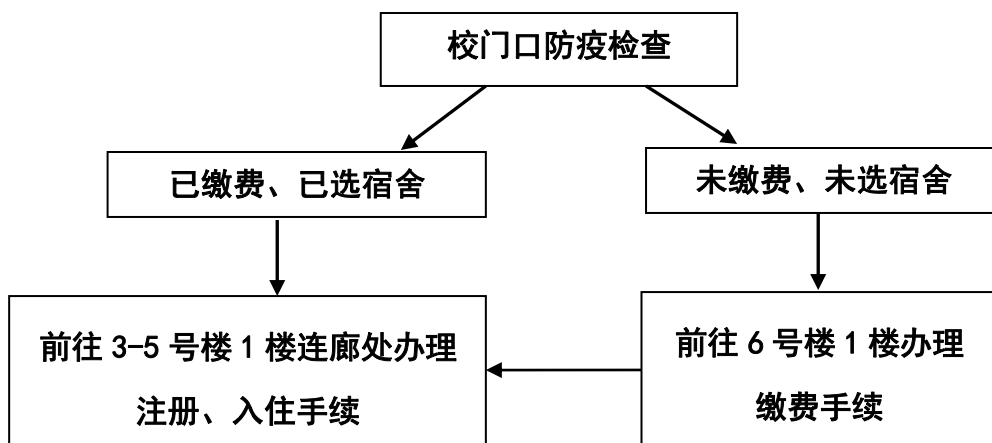 校门口防疫检查
已缴费、已选宿舍
未缴费、未选宿舍
前往 3-5 号楼 1 楼连廊处办理
注册、入住手续
前往 6 号楼 1 楼办理
缴费手续